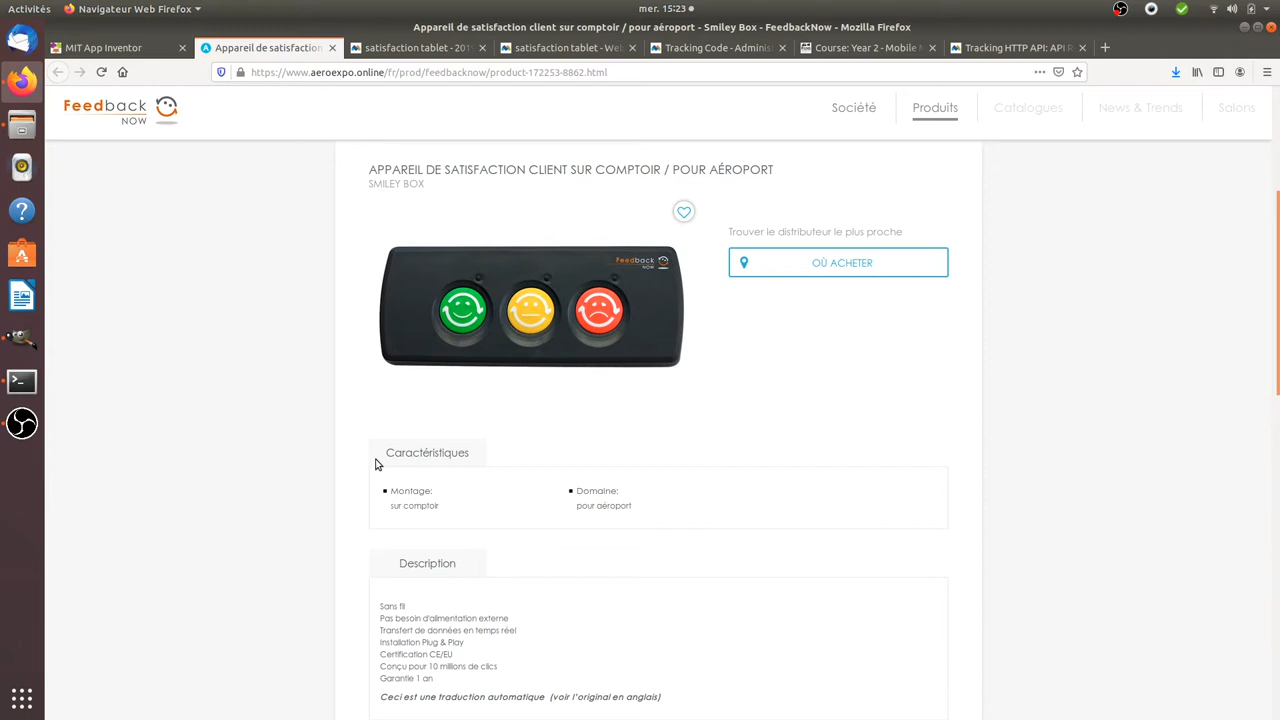 Activités Navigateur Web Firefox mer. 15:23
Appareil de satisfaction client sur comptoir / pour aéroport - Smiley Box - FeedbackNow - Mozilla Firefox
MIT App Inventor Appareil de satisfaction satisfaction tablet - 201 satisfaction tablet - Web Tracking Code - Adminis Course: Year 2 - Mobile M Tracking HTTP API: API R
https://www.aeroexpo.online/fr/prod/feedbacknow/product-172253-8862.html
Feedback NOW
Société Produits Catalogues News & Trends Salons
APPAREIL DE SATISFACTION CLIENT SUR COMPTOIR / POUR AÉROPORT
SMILEY BOX
Trouver le distributeur le plus proche
OÙ ACHETER
Feedback NOW
Caractéristiques
Montage: Domaine:
sur comptoir pour aéroport
Description
Sans fil
Pas besoin d'alimentation externe
Transfert de données en temps réel
Installation Plug & Play
Certification CE/EU
Conçu pour 10 millions de clics
Garantie 1 an
Ceci est une traduction automatique (voir l'original en anglais)